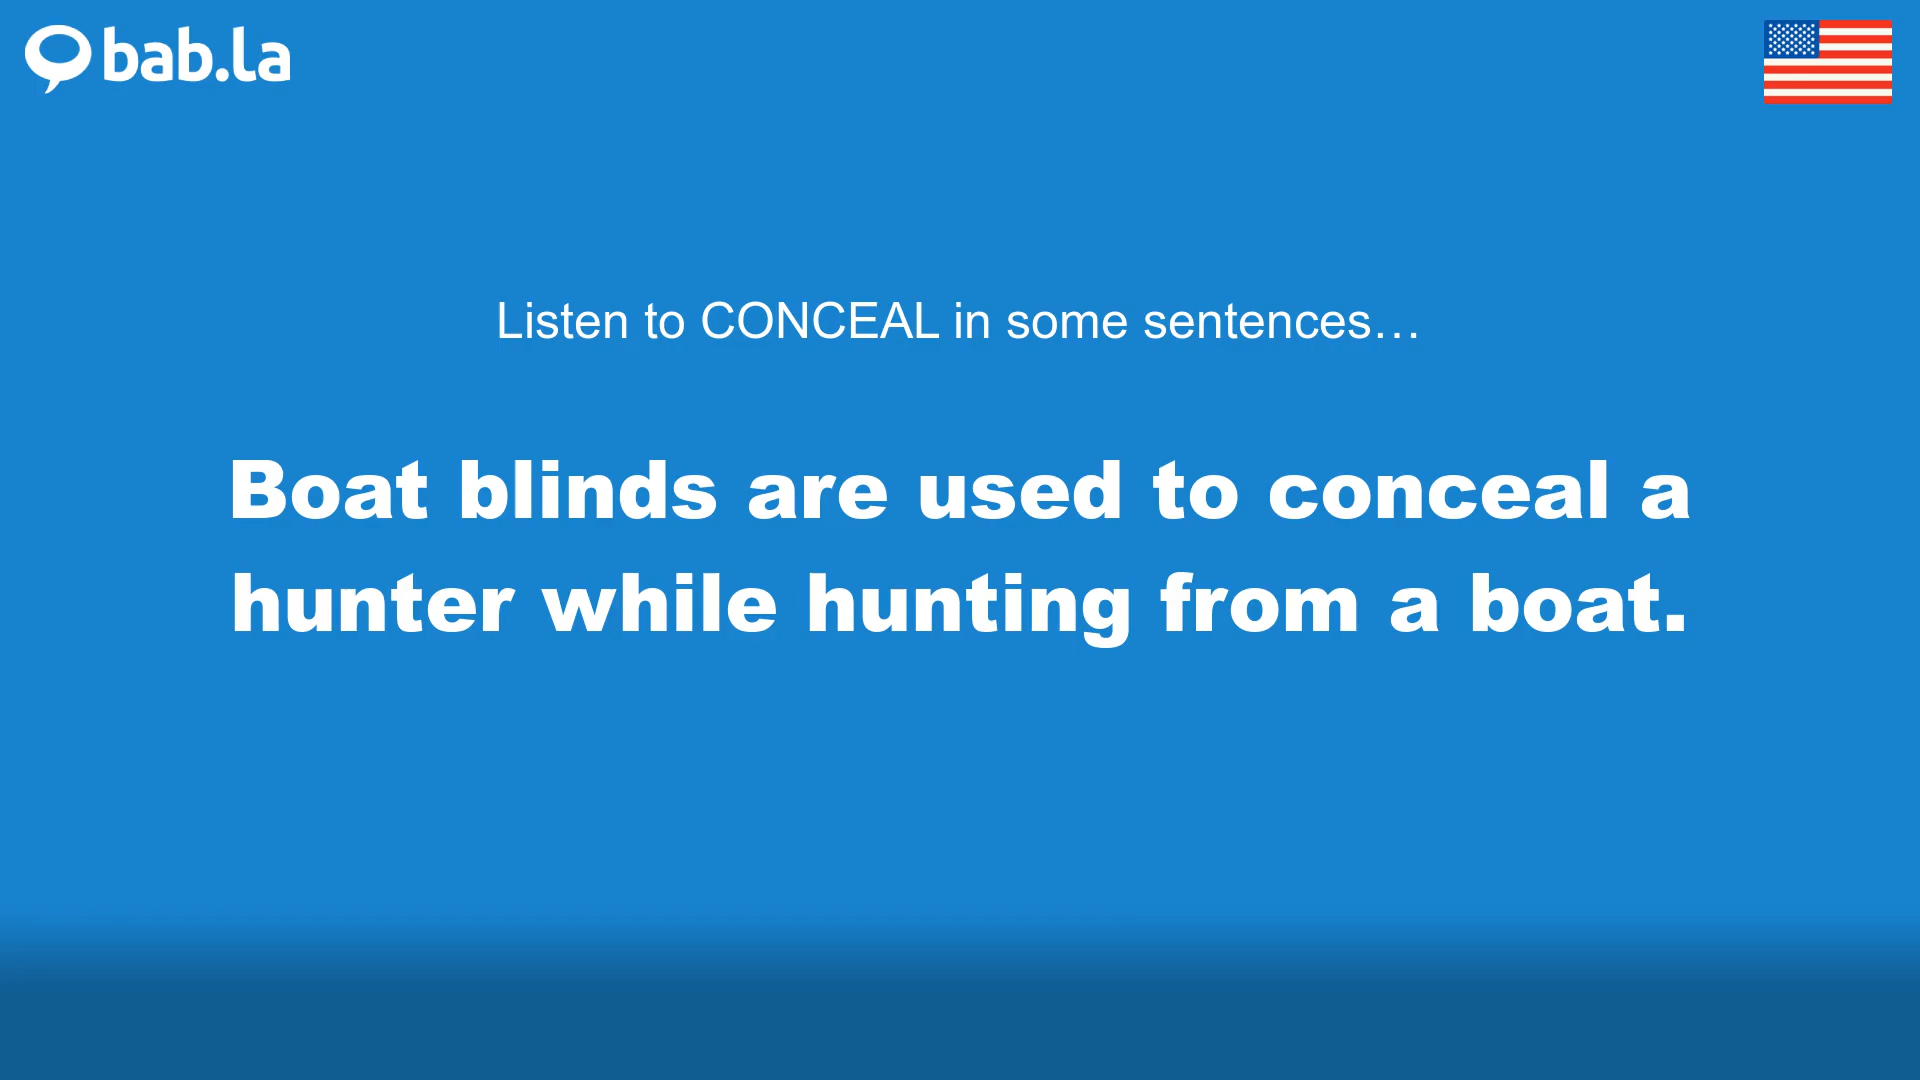 bab.la
Listen to CONCEAL in some sentences…
Boat blinds are used to conceal a
hunter while hunting from a boat.